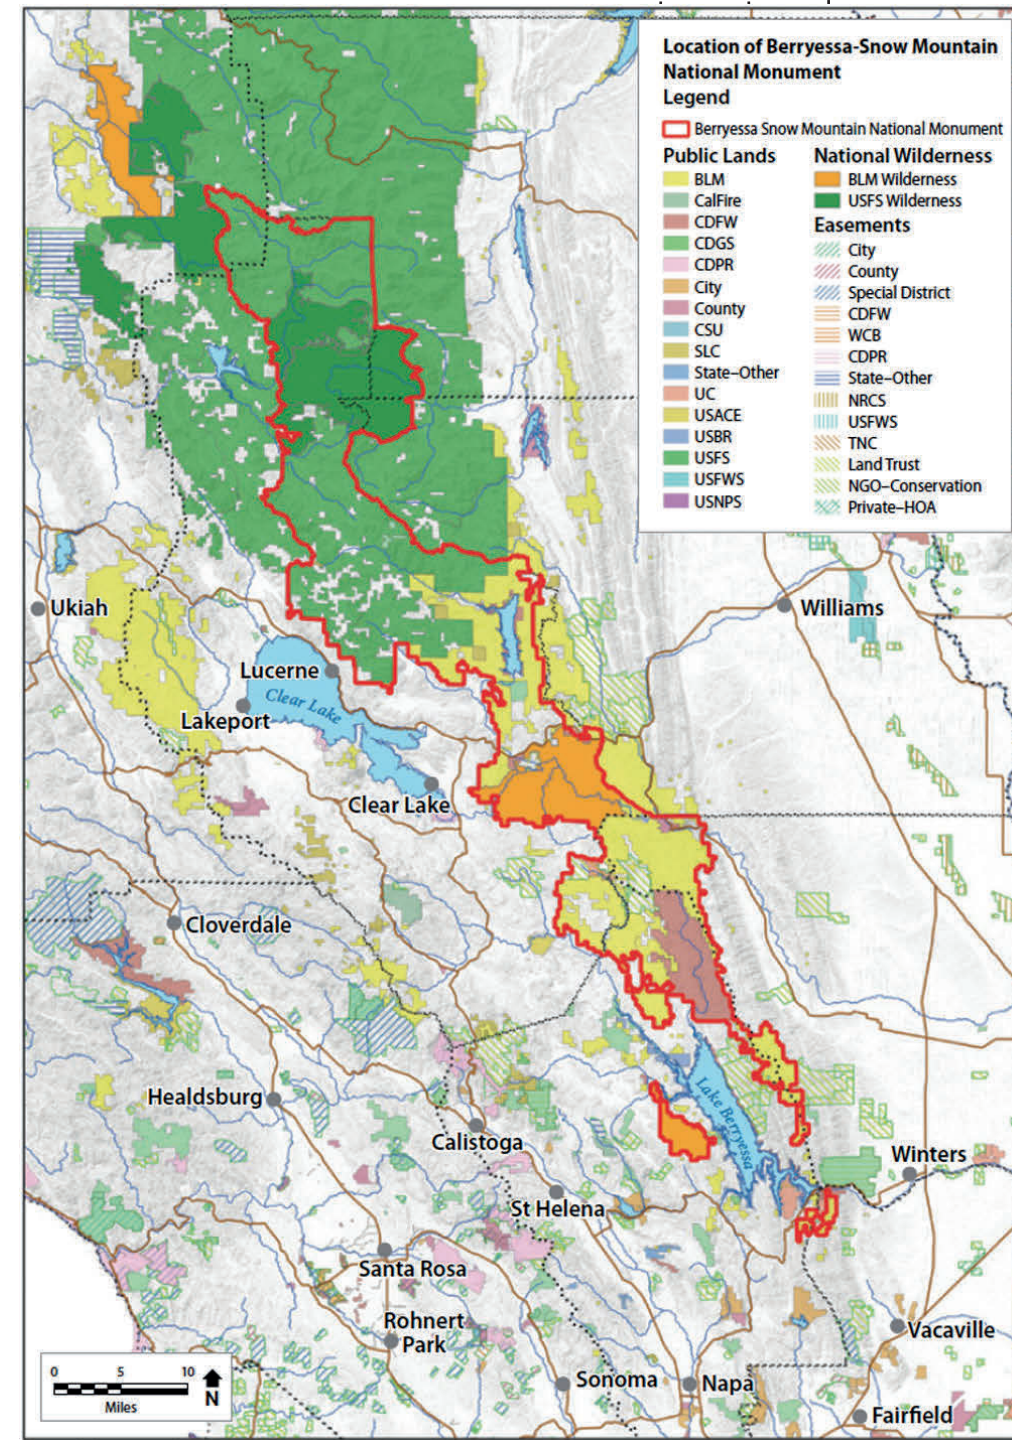 Location of Berryessa-Snow Mountain
National Monument
Legend
Berryessa Snow Mountain National Monument
Public Lands
BLM
CalFire
CDFW
CDGS
CDPR
City
County
CSU
SLC
State–Other
UC
USACE
USBR
USFS
USFWS
USNPS
National Wilderness
BLM Wilderness
USFS Wilderness
Easements
City
County
Special District
CDFW
WCB
CDPR
State–Other
NRCS
USFWS
TNC
Land Trust
NGO–Conservation
Private–HOA
Ukiah
Williams
Lucerne
Clear Lake
Lakeport
Clear Lake
Cloverdale
Healdsburg
Lake Berryessa
Calistoga
Winters
St Helena
Santa Rosa
Rohnert
Park
Vacaville
Sonoma
Napa
Fairfield
0 5 10
Miles
N